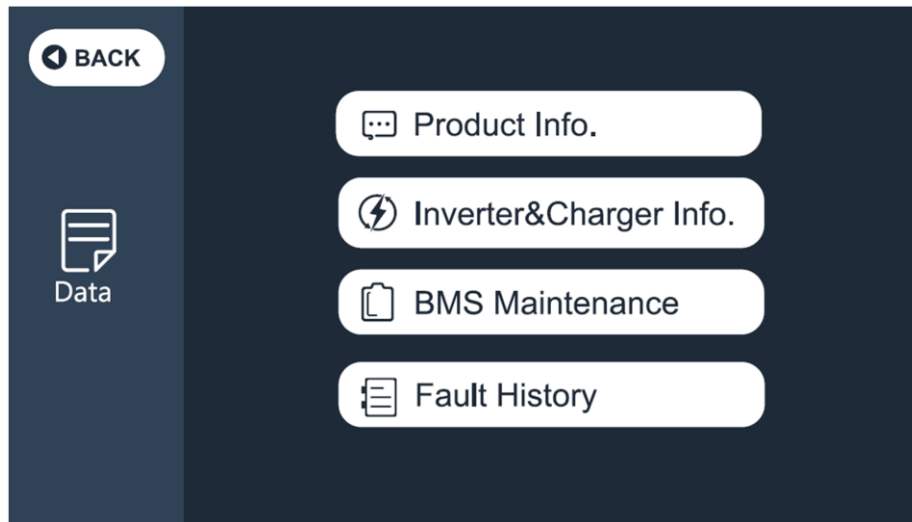 BACK
Data
Product Info.
Inverter&Charger Info.
BMS Maintenance
Fault History